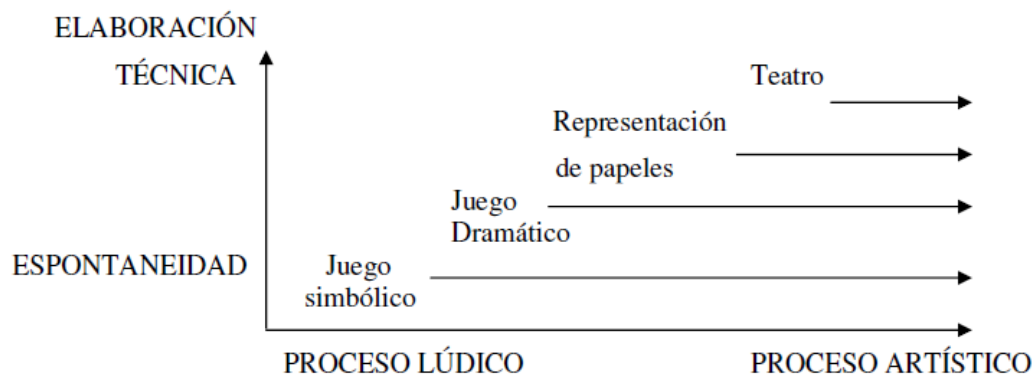 ELABORACIÓN
TÉCNICA
Teatro
Representación
de papeles
Juego
Dramático
ESPONTANEIDAD
Juego
simbólico
PROCESO LÚDICO
PROCESO ARTÍSTICO